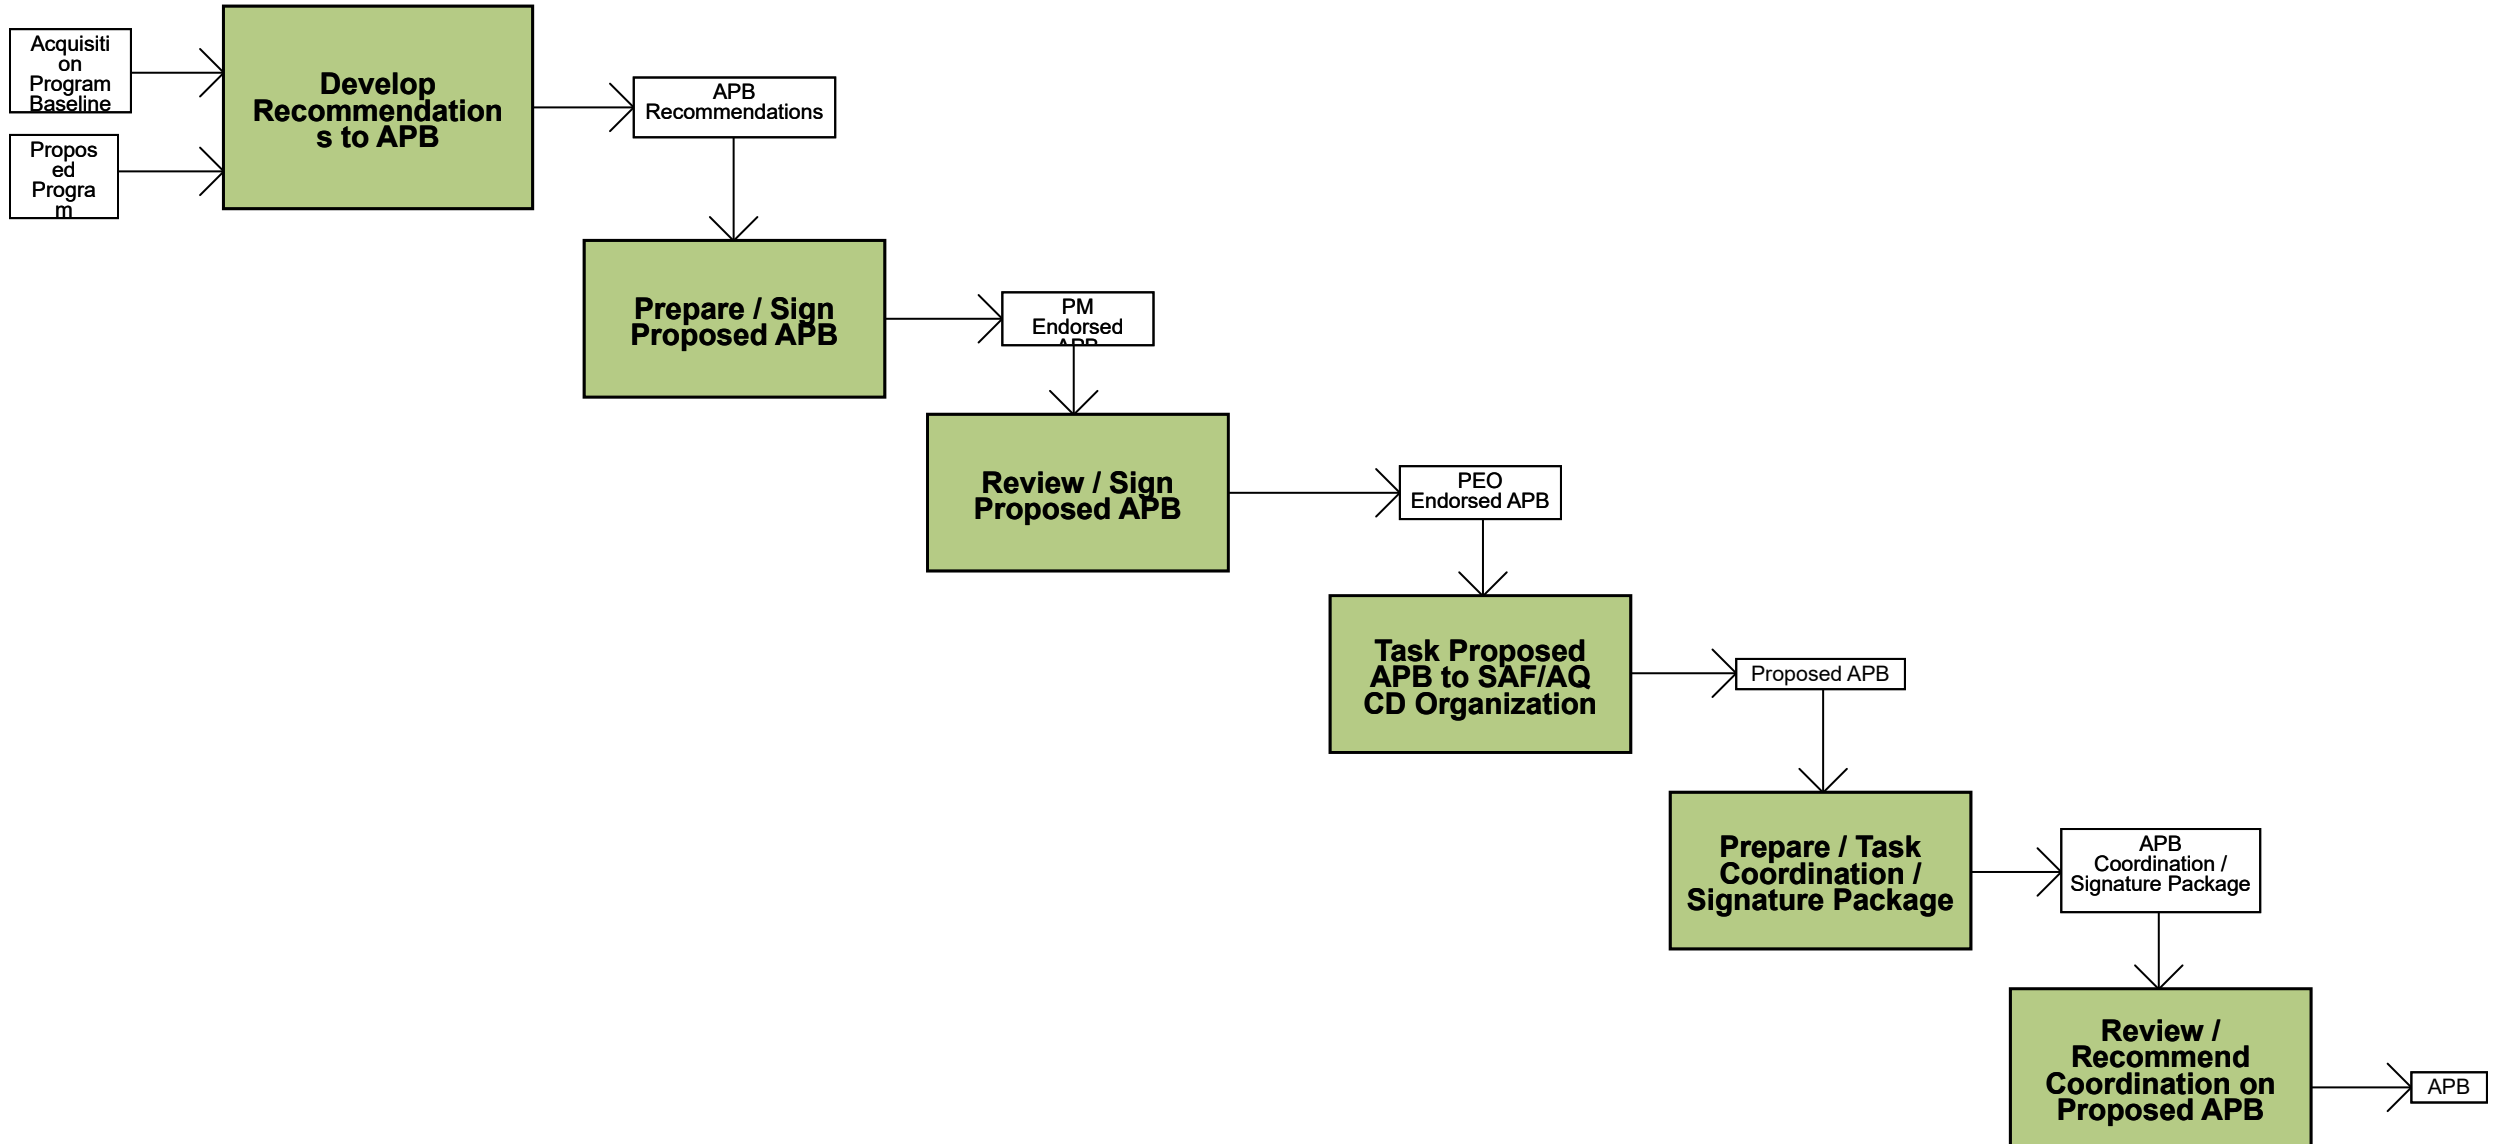 Acquisiti
on
Program
Baseline
Propos
ed
Progra
m
Develop
Recommendation
s to APB
APB
Recommendations
Prepare / Sign
Proposed APB
PM
Endorsed
APB
Review / Sign
Proposed APB
PEO
Endorsed APB
Task Proposed
APB to SAF/AQ
CD Organization
Proposed APB
Prepare / Task
Coordination /
Signature Package
APB
Coordination /
Signature Package
Review /
Recommend
Coordination on
Proposed APB
APB